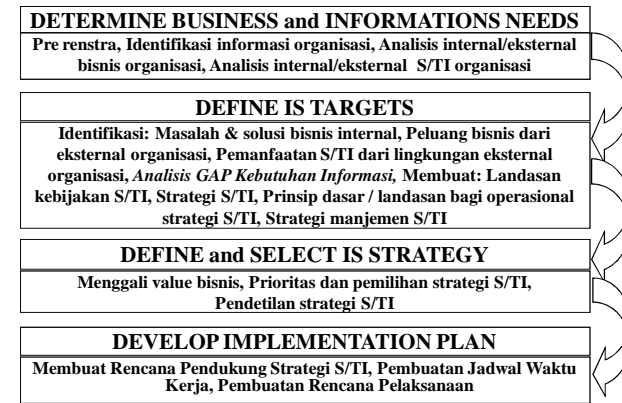 DETERMINE BUSINESS and INFORMATIONS NEEDS
Pre renstra, Identifikasi informasi organisasi, Analisis internal/eksternal
bisnis organisasi, Analisis internal/eksternal S/TI organisasi
DEFINE IS TARGETS
Identifikasi: Masalah & solusi bisnis internal, Peluang bisnis dari
eksternal organisasi, Pemanfaatan S/TI dari lingkungan eksternal
organisasi, Analisis GAP Kebutuhan Informasi, Membuat: Landasan
kebijakan S/TI, Strategi S/TI, Prinsip dasar / landasan bagi operasional
strategi S/TI, Strategi manjemen S/TI
DEFINE and SELECT IS STRATEGY
Menggali value bisnis, Prioritas dan pemilihan strategi S/TI,
Pendetilan strategi S/TI
DEVELOP IMPLEMENTATION PLAN
Membuat Rencana Pendukung Strategi S/TI, Pembuatan Jadwal Waktu
Kerja, Pembuatan Rencana Pelaksanaan